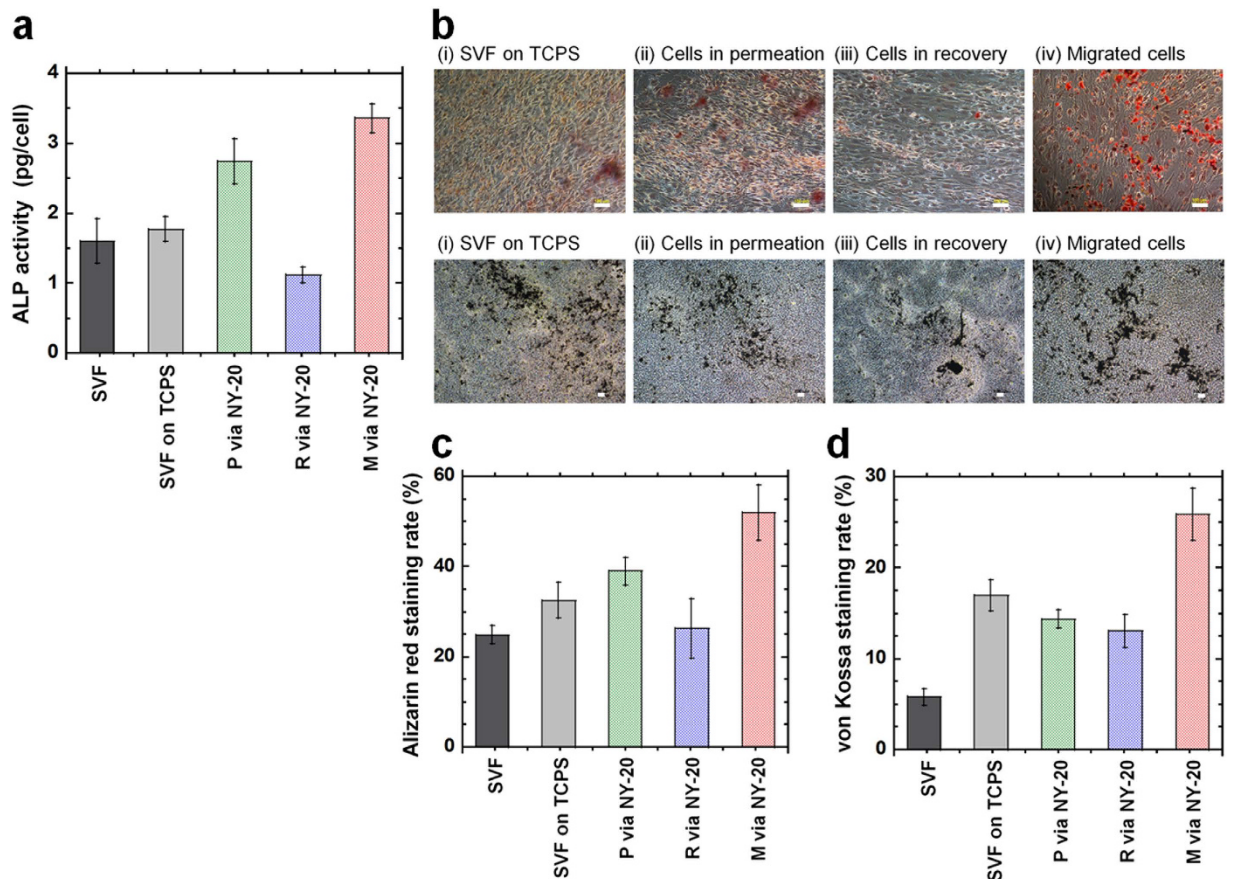 a
4
3
2
1
0
ALP activity (pg/cell)
SVF
SVF on TCPS
P via NY-20
R via NY-20
M via NY-20
b
(i) SVF on TCPS
(ii) Cells in permeation
(iii) Cells in recovery
(iv) Migrated cells
(i) SVF on TCPS
(ii) Cells in permeation
(iii) Cells in recovery
(iv) Migrated cells
c
60
40
20
0
Alizarin red staining rate (%)
SVF
SVF on TCPS
P via NY-20
R via NY-20
M via NY-20
d
30
20
10
0
von Kossa staining rate (%)
SVF
SVF on TCPS
P via NY-20
R via NY-20
M via NY-20